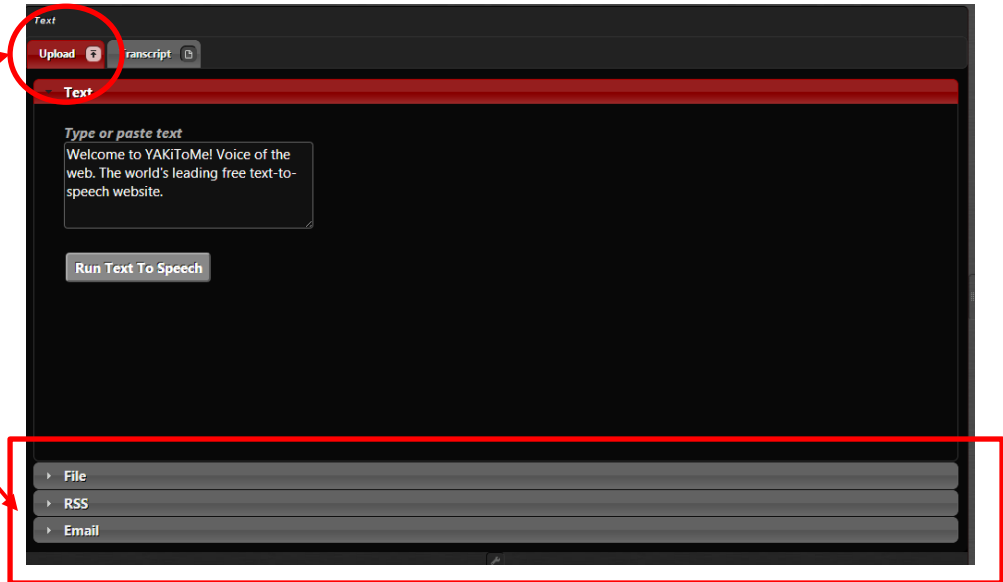 Text
Upload Transcript
Text
Type or paste text
Welcome to YAKiToMe! Voice of the
web. The world's leading free text-to-
speech website.
Run Text To Speech
File
RSS
Email